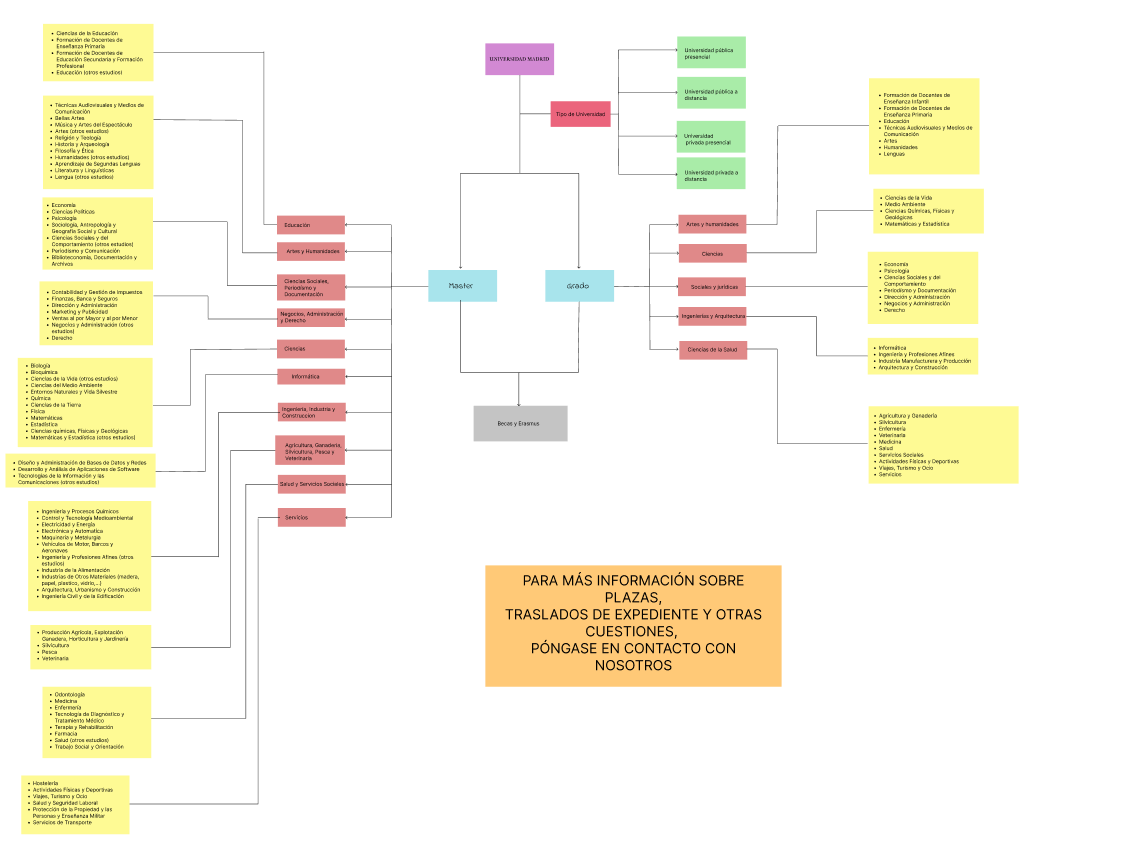 UNIVERSIDAD MADRID
Tipo de Universidad
Universidad pública
presencial
Universidad pública a
distancia
Universidad
privada presencial
Universidad privada a
distancia
Master
Grado
Becas y Erasmus
Educación
Artes y Humanidades
Ciencias Sociales,
Periodismo y
Documentación
Negocios, Administración
y Derecho
Ciencias
Informática
Ingeniería, Industria y
Construccion
Agricultura, Ganadería,
Silvicultura, Pesca y
Veterinaria
Salud y Servicios Sociales
Servicios
• Ciencias de la Educación
• Formación de Docentes de
Enseñanza Primaria
• Formación de Docentes de
Educación Secundaria y Formación
Profesional
• Educación (otros estudios)
• Técnicas Audiovisuales y Medios de
Comunicación
• Bellas Artes
• Música y Artes del Espectáculo
• Artes (otros estudios)
• Religión y Teología
• Historia y Arqueología
• Filosofía y Ética
• Humanidades (otros estudios)
• Aprendizaje de Segundas Lenguas
• Literatura y Linguísticas
• Lengua (otros estudios)
• Economía
• Ciencias Políticas
• Psicología
• Sociología, Antropología y
Geografía Social y Cultural
• Ciencias Sociales y del
Comportamiento (otros estudios)
• Periodismo y Comunicación
• Biblioteconomía, Documentación y
Archivos
• Contabilidad y Gestión de Impuestos
• Finanzas, Banca y Seguros
• Dirección y Administración
• Marketing y Publicidad
• Ventas al por Mayor y al por Menor
• Negocios y Administración (otros
estudios)
• Derecho
• Biología
• Bioquímica
• Ciencias de la Vida (otros estudios)
• Ciencias del Medio Ambiente
• Entornos Naturales y Vida Silvestre
• Química
• Ciencias de la Tierra
• Física
• Matemáticas
• Estadística
• Ciencias químicas, Físicas y Geológicas
• Matemáticas y Estadística (otros estudios)
• Diseño y Administración de Bases de Datos y Redes
• Desarrollo y Análisis de Aplicaciones de Software
• Tecnologías de la Información y las
Comunicaciones (otros estudios)
• Ingeniería y Procesos Químicos
• Control y Tecnología Medioambiental
• Electricidad y Energía
• Electrónica y Automatica
• Maquinería y Metalurgia
• Vehículos de Motor, Barcos y
Aeronaves
• Ingeniería y Profesiones Afines (otros
estudios)
• Industria de la Alimentación
• Industrias de Otros Materiales (madera,
papel, plastico, vidrio,...)
• Arquitectura, Urbanismo y Construcción
• Ingeniería Civil y de la Edificación
• Producción Agrícola, Explotación
Ganadera, Horticultura y Jardinería
• Silvicultura
• Pesca
• Veterinaria
• Odontología
• Medicina
• Enfermería
• Tecnología de Diagnóstico y
Tratamiento Médico
• Terapia y Rehabilitación
• Farmacia
• Salud (otros estudios)
• Trabajo Social y Orientación
• Hostelería
• Actividades Físicas y Deportivas
• Viajes, Turismo y Ocio
• Salud y Seguridad Laboral
• Protección de la Propiedad y las
Personas y Enseñanza Militar
• Servicios de Transporte
Artes y humanidades
Ciencias
Sociales y jurídicas
Ingenierías y Arquitectura
Ciencias de la Salud
• Formación de Docentes de
Enseñanza Infantil
• Formación de Docentes de
Enseñanza Primaria
• Educación
• Técnicas Audiovisuales y Medios de
Comunicación
• Artes
• Humanidades
• Lenguas
• Ciencias de la Vida
• Medio Ambiente
• Ciencias Químicas, Físicas y
Geológicas
• Matemáticas y Estadística
• Economía
• Psicología
• Ciencias Sociales y del
Comportamiento
• Periodismo y Documentación
• Dirección y Administración
• Negocios y Administración
• Derecho
• Informática
• Ingeniería y Profesiones Afines
• Industria Manufacturera y Producción
• Arquitectura y Construcción
• Agricultura y Ganadería
• Silvicultura
• Enfermería
• Veterinaria
• Medicina
• Salud
• Servicios Sociales
• Actividades Físicas y Deportivas
• Viajes, Turismo y Ocio
• Servicios
PARA MÁS INFORMACIÓN SOBRE
PLAZAS,
TRASLADOS DE EXPEDIENTE Y OTRAS
CUESTIONES,
PÓNGASE EN CONTACTO CON
NOSOTROS